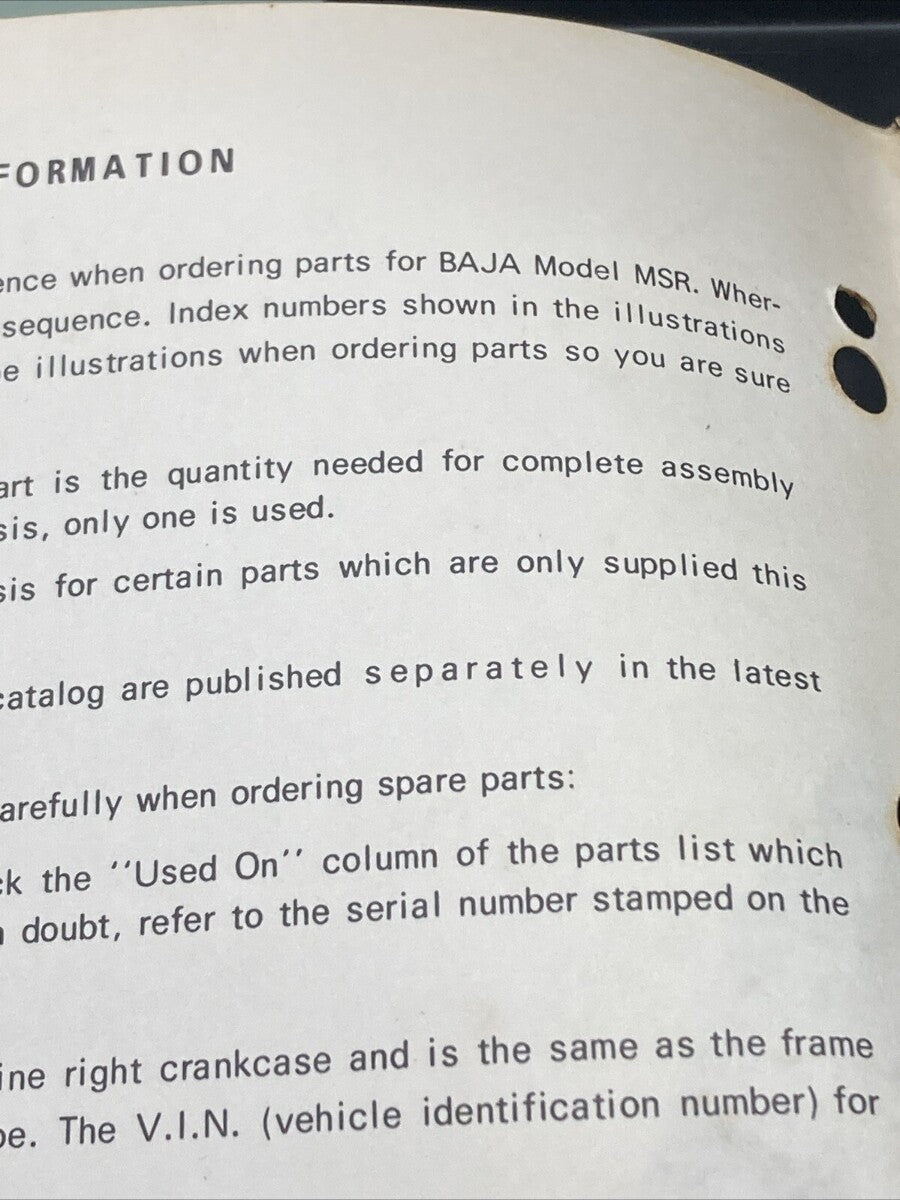 FORMATION
ence when ordering parts for BAJA Model MSR. Wher-
sequence. Index numbers shown in the illustrations
e illustrations when ordering parts so you are sure
art is the quantity needed for complete assembly
sis, only one is used.
sis for certain parts which are only supplied this
catalog are published separately in the latest
arefully when ordering spare parts:
ck the ''Used On'' column of the parts list which
n doubt, refer to the serial number stamped on the
ine right crankcase and is the same as the frame
be. The V.I.N. (vehicle identification number) for